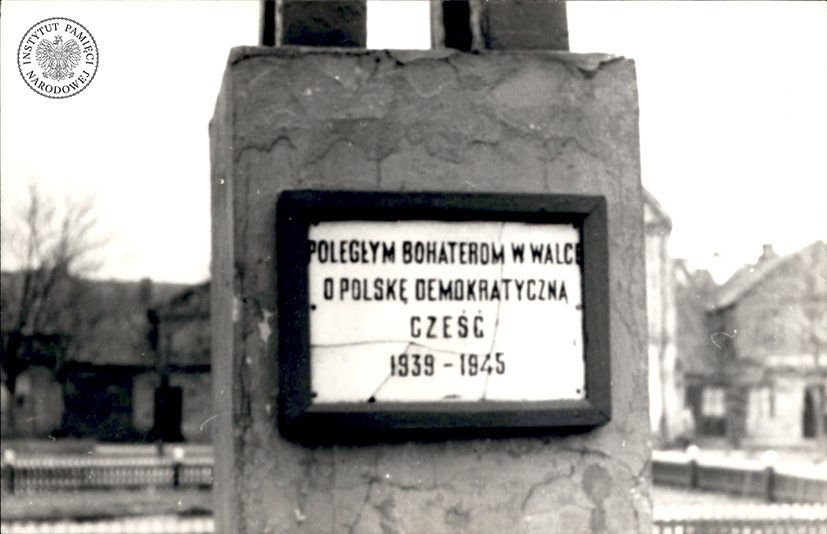 INSTYTUT PAMIĘCI
NARODOWEJ
POLEGŁYM BOHATEROM W WALCE
O POLSKĘ DEMOKRATYCZNĄ
CZEŚĆ
1939 - 1945